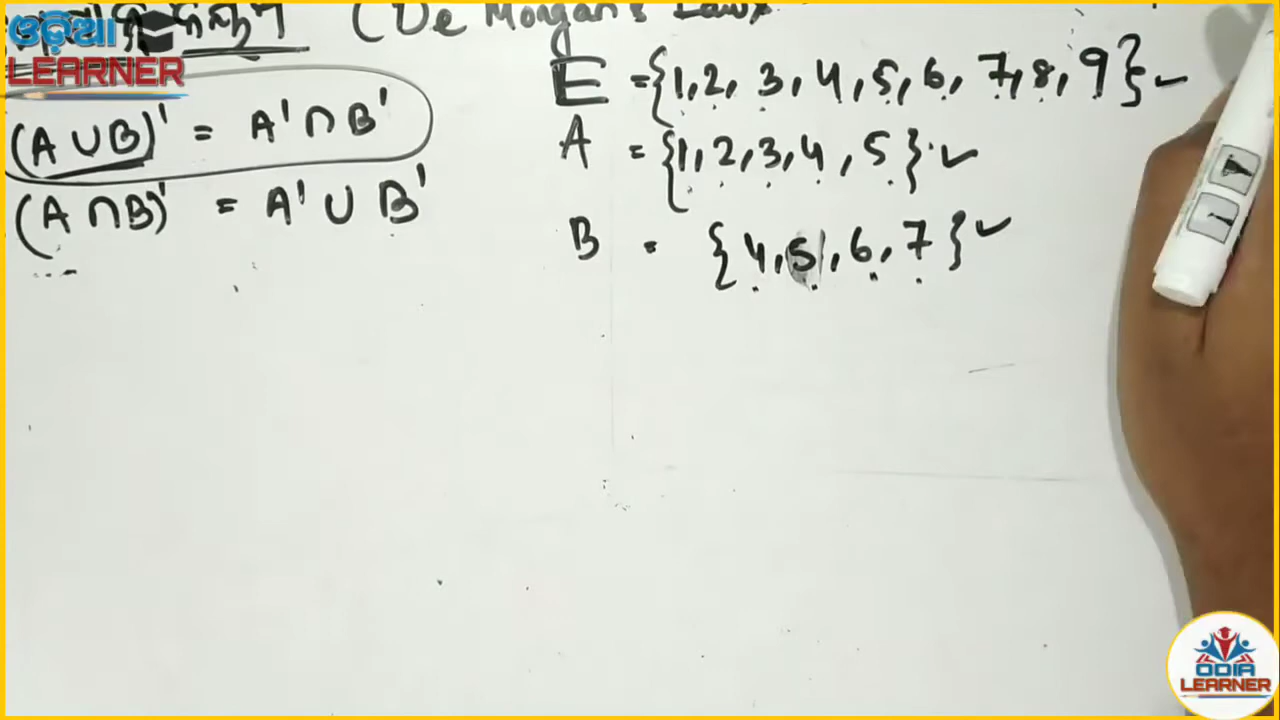 (De Morgan's Law)
ଓଡ଼ିଆ
LEARNER
(A ∪ B)' = A' ∩ B'
(A ∩ B)' = A' ∪ B'
E = {1, 2, 3, 4, 5, 6, 7, 8, 9} ✓
A = {1, 2, 3, 4, 5} ✓
B = {4, 5, 6, 7} ✓
ODIA
LEARNER